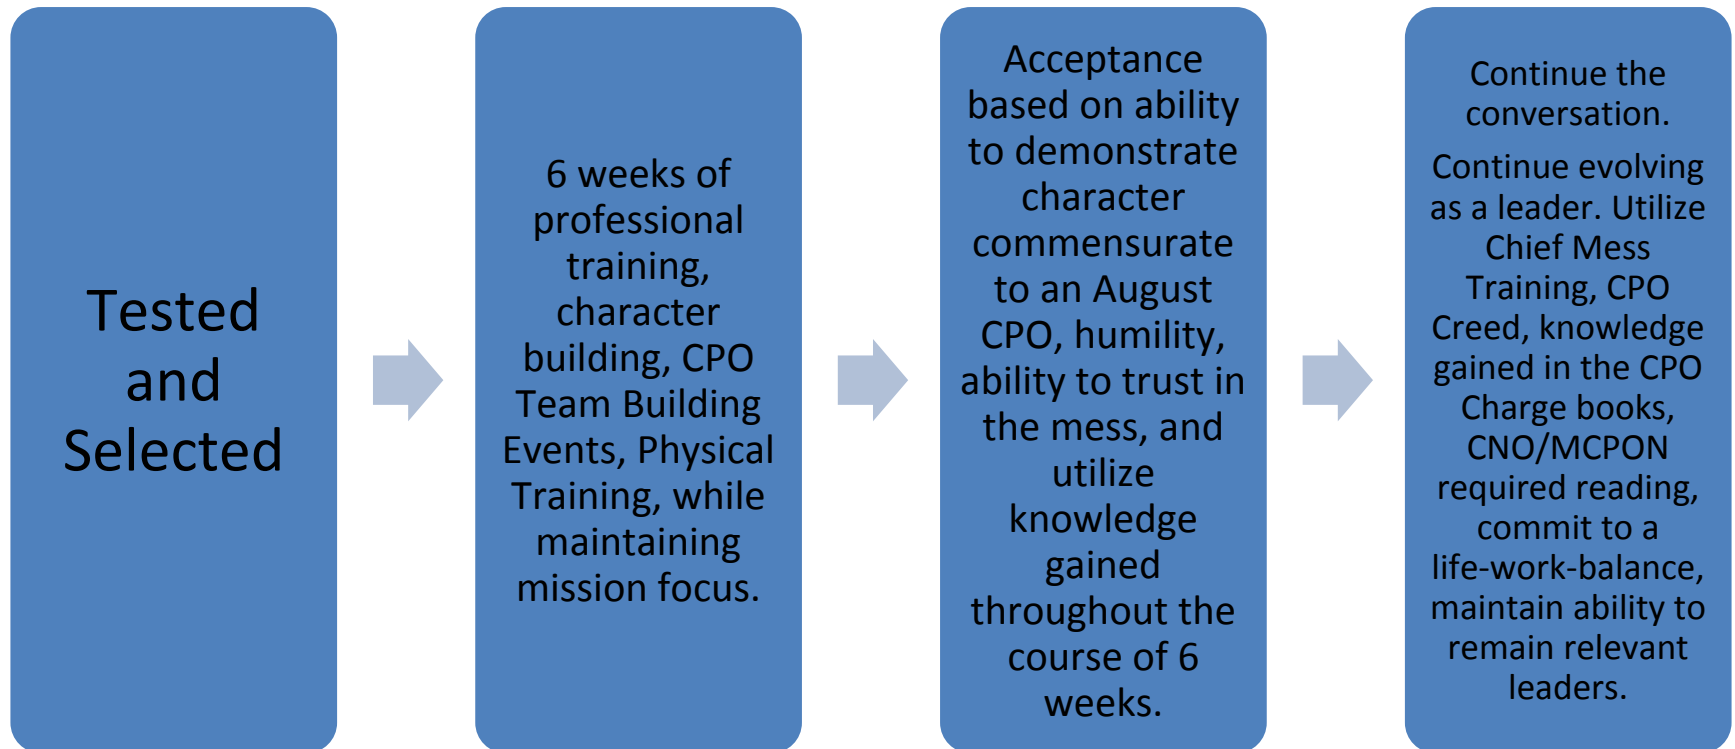 Tested
and
Selected
6 weeks of
professional
training,
character
building, CPO
Team Building
Events, Physical
Training, while
maintaining
mission focus.
Acceptance
based on ability
to demonstrate
character
commensurate
to an August
CPO, humility,
ability to trust in
the mess, and
utilize
knowledge
gained
throughout the
course of 6
weeks.
Continue the
conversation.
Continue evolving
as a leader. Utilize
Chief Mess
Training, CPO
Creed, knowledge
gained in the CPO
Charge books,
CNO/MCPON
required reading,
commit to a
life-work-balance,
maintain ability to
remain relevant
leaders.